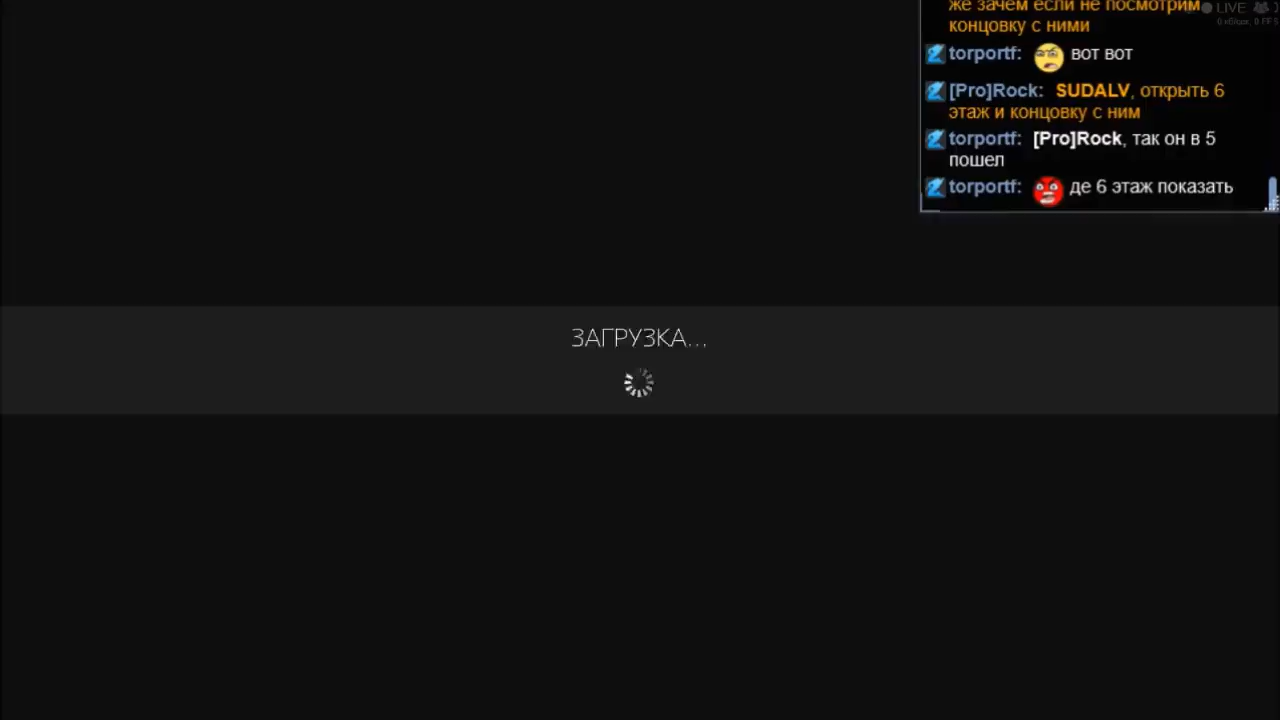 же зачем если не посмотрим
LIVE
концовку с ними
torportf: вот вот
[Pro]Rock: SUDALV, открыть 6
этаж и концовку с ним
torportf: [Pro]Rock, так он в 5
пошел
torportf: де 6 этаж показать
ЗАГРУЗКА...